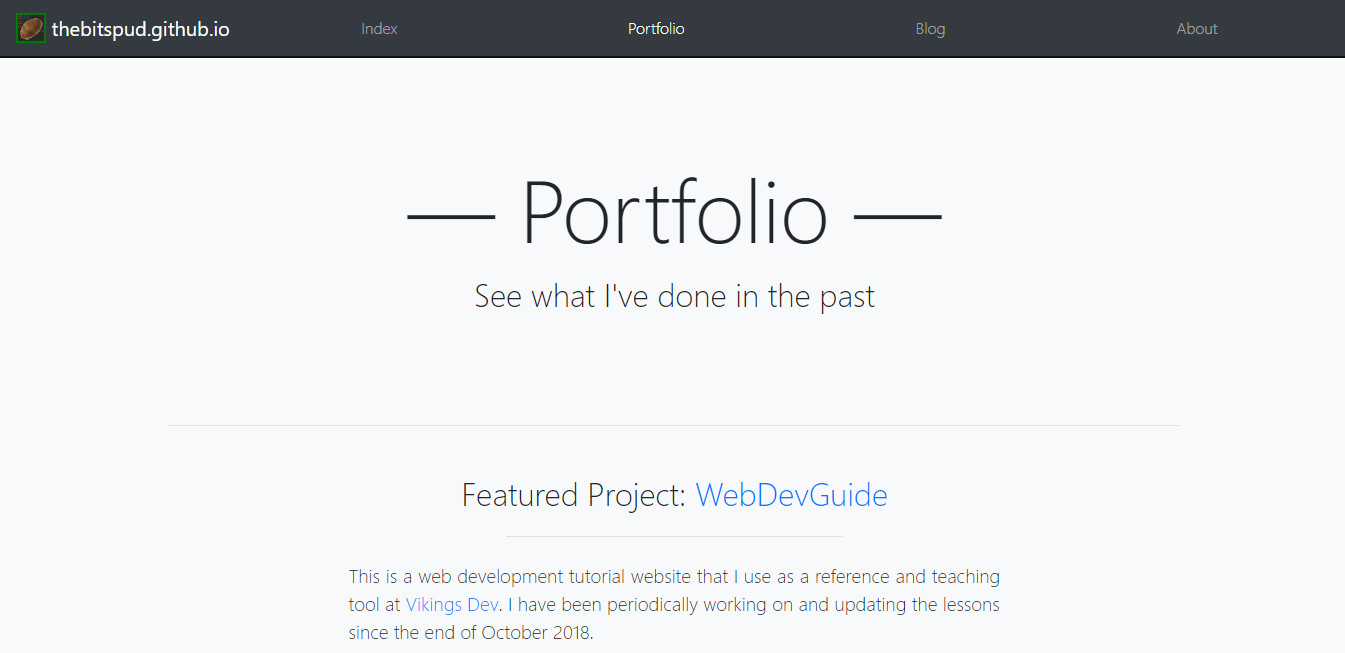 thebitspud.github.io Index Portfolio Blog About
— Portfolio —
See what I've done in the past
Featured Project: WebDevGuide
This is a web development tutorial website that I use as a reference and teaching
tool at Vikings Dev. I have been periodically working on and updating the lessons
since the end of October 2018.